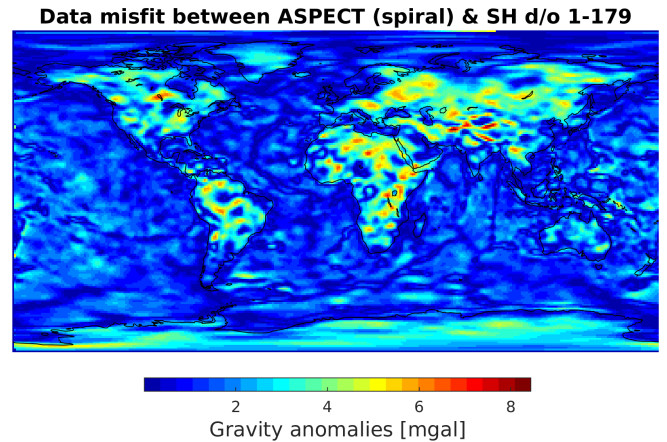 Data misfit between ASPECT (spiral) & SH d/o 1-179
2 4 6 8
Gravity anomalies [mgal]